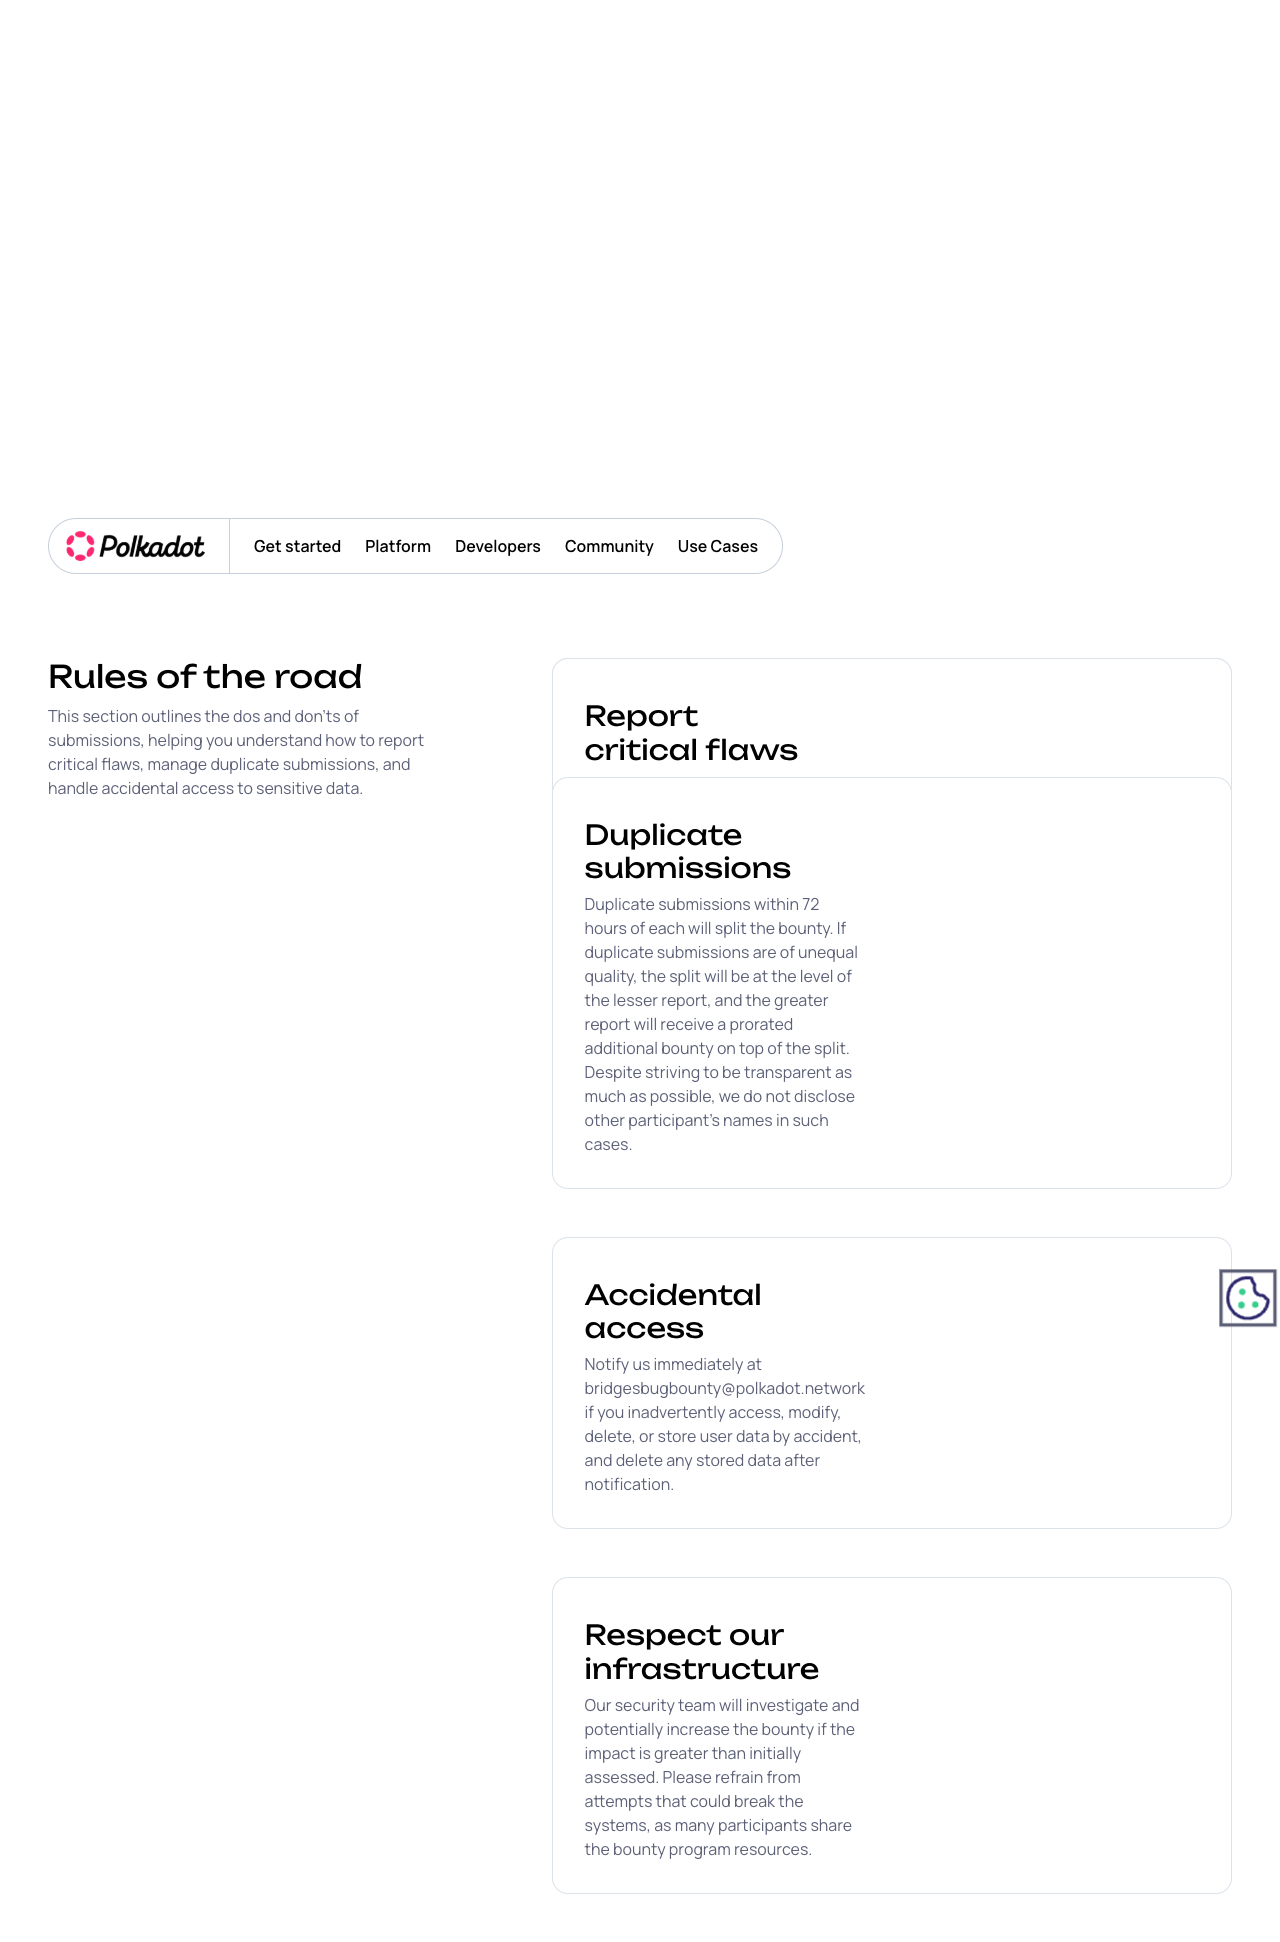 Polkadot
Get started
Platform
Developers
Community
Use Cases
Rules of the road
This section outlines the dos and don’ts of
submissions, helping you understand how to report
critical flaws, manage duplicate submissions, and
handle accidental access to sensitive data.
Report
critical flaws
Duplicate
submissions
Duplicate submissions within 72
hours of each will split the bounty. If
duplicate submissions are of unequal
quality, the split will be at the level of
the lesser report, and the greater
report will receive a prorated
additional bounty on top of the split.
Despite striving to be transparent as
much as possible, we do not disclose
other participant’s names in such
cases.
Accidental
access
Notify us immediately at
bridgesbugbounty@polkadot.network
if you inadvertently access, modify,
delete, or store user data by accident,
and delete any stored data after
notification.
Respect our
infrastructure
Our security team will investigate and
potentially increase the bounty if the
impact is greater than initially
assessed. Please refrain from
attempts that could break the
systems, as many participants share
the bounty program resources.